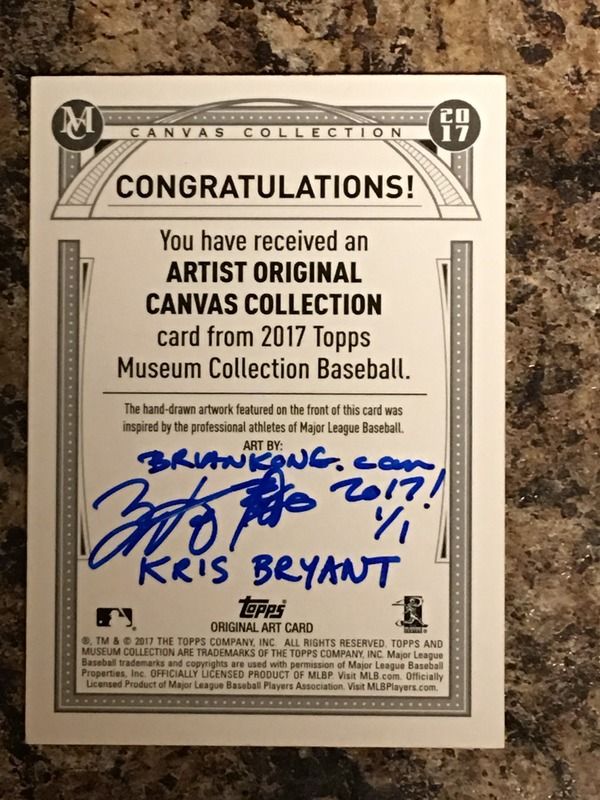 MC
CANVAS COLLECTION
20
17
CONGRATULATIONS!
You have received an
ARTIST ORIGINAL
CANVAS COLLECTION
card from 2017 Topps
Museum Collection Baseball.
The hand-drawn artwork featured on the front of this card was
inspired by the professional athletes of Major League Baseball.
ART BY:
BRIANKONG.com
2017!
1/1
KRIS BRYANT
Topps
ORIGINAL ART CARD
®, TM & © 2017 THE TOPPS COMPANY, INC. ALL RIGHTS RESERVED. TOPPS AND
MUSEUM COLLECTION ARE TRADEMARKS OF THE TOPPS COMPANY, INC. Major League
Baseball trademarks and copyrights are used with permission of Major League Baseball
Properties, Inc. OFFICIALLY LICENSED PRODUCT OF MLBP. Visit MLB.com. Officially
Licensed Product of Major League Baseball Players Association. Visit MLBPlayers.com.